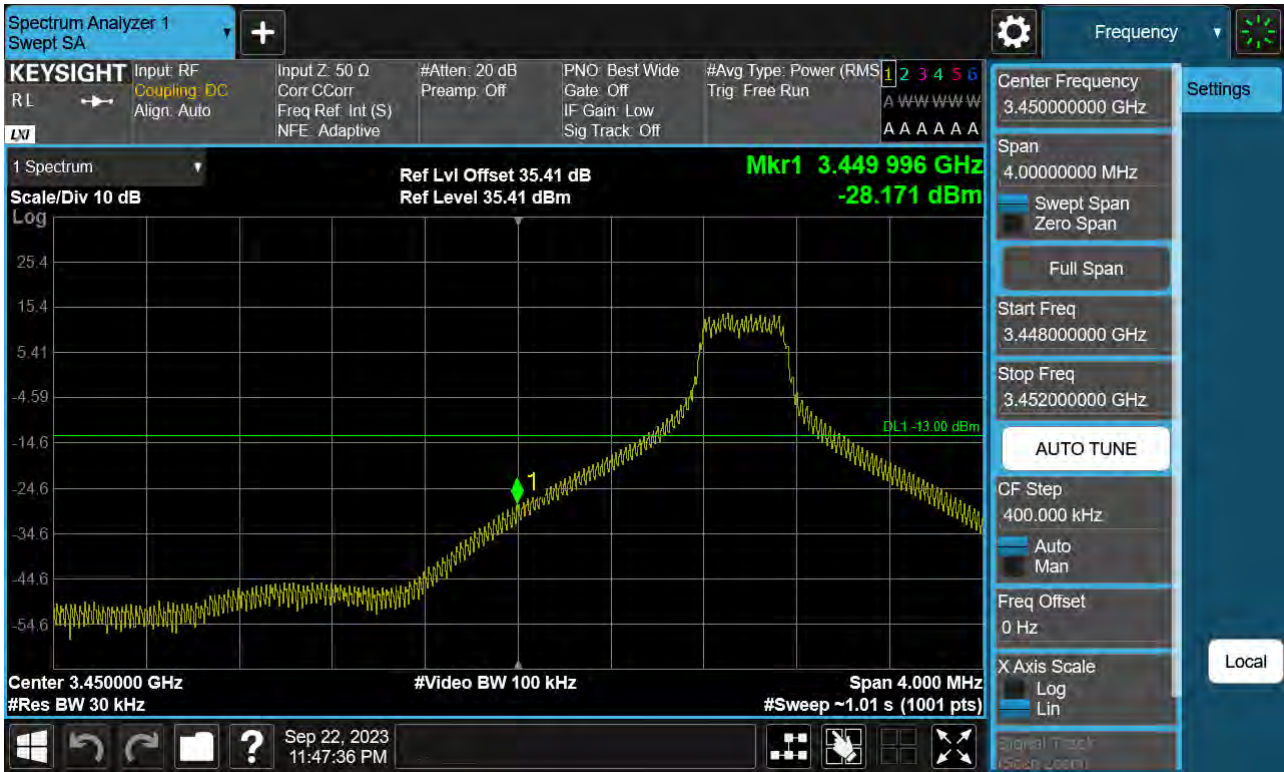 Spectrum Analyzer 1
Swept SA
Frequency
KEYSIGHT
RL
LXI
Input: RF
Coupling: DC
Align: Auto
Input Z: 50 Ω
Corr CCorr
Freq Ref: Int (S)
NFE: Adaptive
#Atten: 20 dB
Preamp: Off
PNO: Best Wide
Gate: Off
IF Gain: Low
Sig Track: Off
#Avg Type: Power (RMS
Trig: Free Run
1 2 3 4 5 6
A W W W W W
A A A A A A
1 Spectrum
Scale/Div 10 dB
Log
Ref Lvl Offset 35.41 dB
Ref Level 35.41 dBm
Mkr1 3.449 996 GHz
-28.171 dBm
25.4
15.4
5.41
-4.59
-14.6
-24.6
-34.6
-44.6
-54.6
1
DL1 -13.00 dBm
Center 3.450000 GHz
#Res BW 30 kHz
#Video BW 100 kHz
Span 4.000 MHz
#Sweep ~1.01 s (1001 pts)
Center Frequency
3.450000000 GHz
Span
4.00000000 MHz
Swept Span
Zero Span
Full Span
Start Freq
3.448000000 GHz
Stop Freq
3.452000000 GHz
AUTO TUNE
CF Step
400.000 kHz
Auto
Man
Freq Offset
0 Hz
X Axis Scale
Log
Lin
Signal Track
(Span Zoom)
Settings
Local
?
Sep 22, 2023
11:47:36 PM